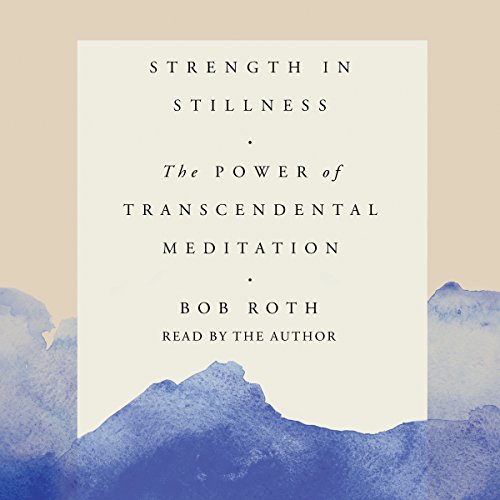 STRENGTH IN
STILLNESS
·
The POWER of
TRANSCENDENTAL
MEDITATION
·
BOB ROTH
READ BY THE AUTHOR